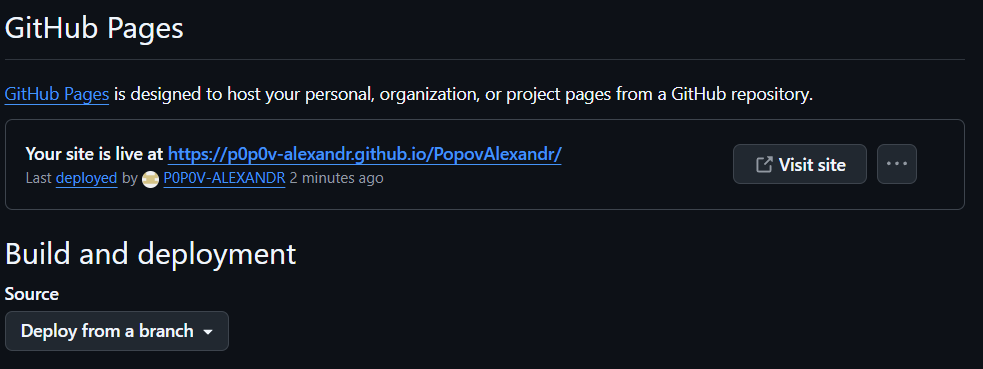 GitHub Pages
GitHub Pages is designed to host your personal, organization, or project pages from a GitHub repository.
Your site is live at https://p0p0v-alexandr.github.io/PopovAlexandr/
Last deployed by P0P0V-ALEXANDR 2 minutes ago
Visit site
Build and deployment
Source
Deploy from a branch